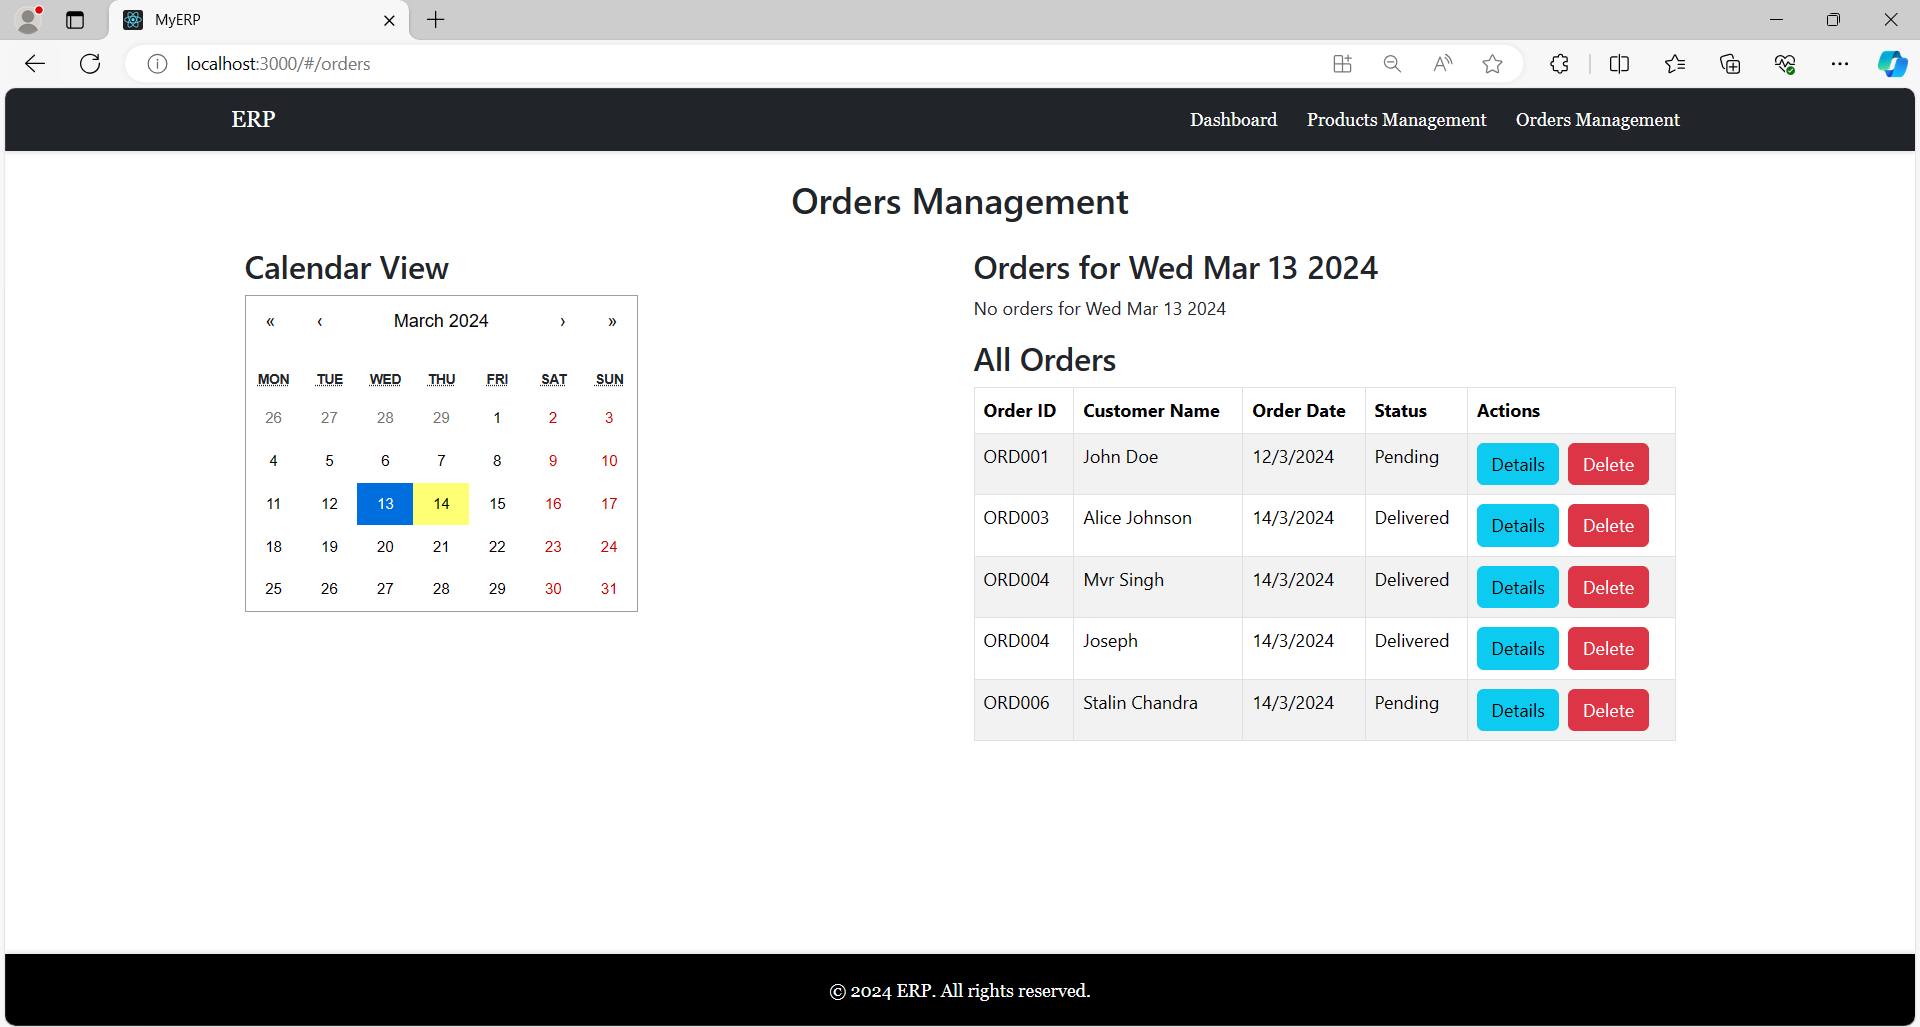 MyERP
localhost:3000/#/orders
ERP
Dashboard Products Management Orders Management
Orders Management
Calendar View
« ‹ March 2024 › »
MON TUE WED THU FRI SAT SUN
26 27 28 29 1 2 3
4 5 6 7 8 9 10
11 12 13 14 15 16 17
18 19 20 21 22 23 24
25 26 27 28 29 30 31
Orders for Wed Mar 13 2024
No orders for Wed Mar 13 2024
All Orders
Order ID Customer Name Order Date Status Actions
ORD001 John Doe 12/3/2024 Pending Details Delete
ORD003 Alice Johnson 14/3/2024 Delivered Details Delete
ORD004 Mvr Singh 14/3/2024 Delivered Details Delete
ORD004 Joseph 14/3/2024 Delivered Details Delete
ORD006 Stalin Chandra 14/3/2024 Pending Details Delete
© 2024 ERP. All rights reserved.